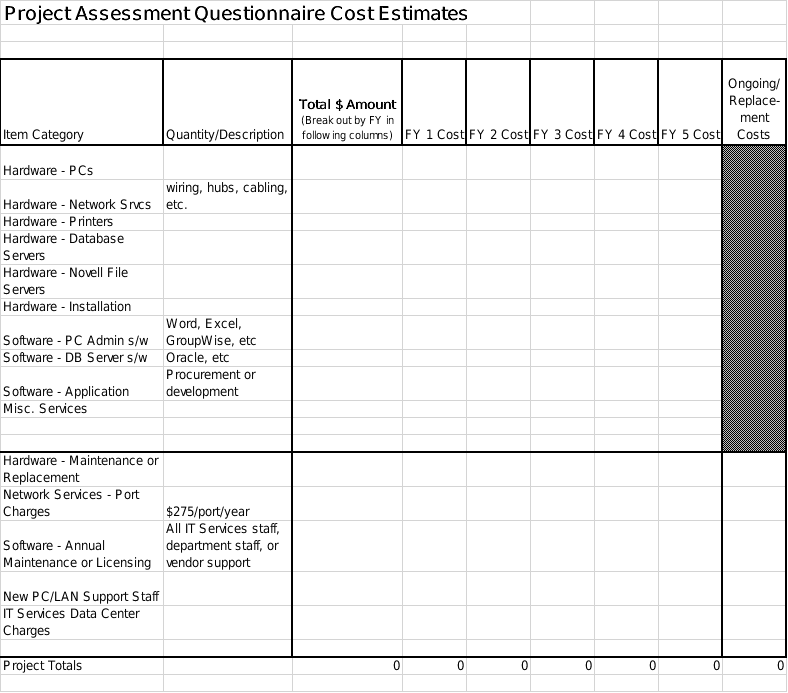 Project Assessment Questionnaire Cost Estimates
Item Category
Quantity/Description
Total $ Amount
(Break out by FY in
following columns)
FY 1 Cost
FY 2 Cost
FY 3 Cost
FY 4 Cost
FY 5 Cost
Ongoing/
Replace-
ment
Costs
Hardware - PCs
Hardware - Network Srvcs
wiring, hubs, cabling,
etc.
Hardware - Printers
Hardware - Database
Servers
Hardware - Novell File
Servers
Hardware - Installation
Software - PC Admin s/w
Word, Excel,
GroupWise, etc
Software - DB Server s/w
Oracle, etc
Software - Application
Procurement or
development
Misc. Services
Hardware - Maintenance or
Replacement
Network Services - Port
Charges
$275/port/year
Software - Annual
Maintenance or Licensing
All IT Services staff,
department staff, or
vendor support
New PC/LAN Support Staff
IT Services Data Center
Charges
Project Totals
0
0
0
0
0
0
0